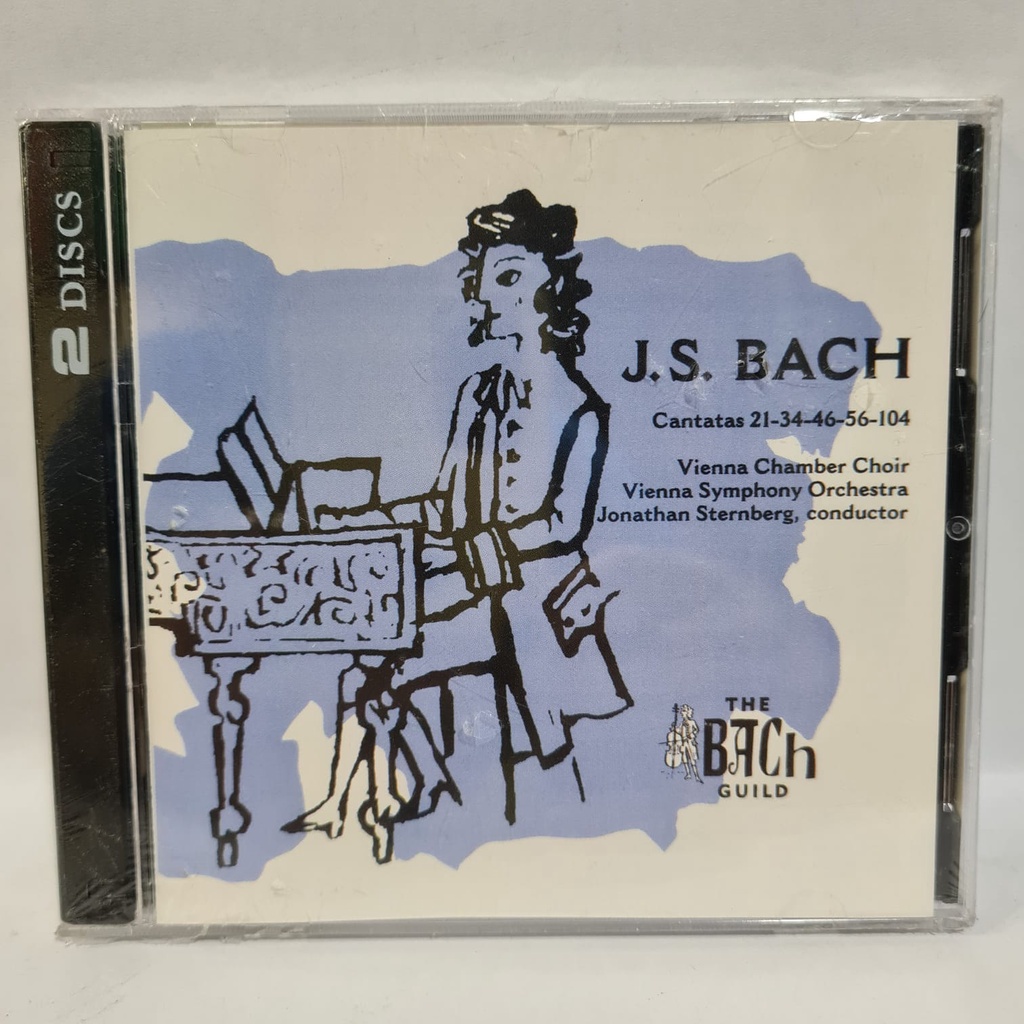 2 DISCS
J.S. BACH
Cantatas 21-34-46-56-104
Vienna Chamber Choir
Vienna Symphony Orchestra
Jonathan Sternberg, conductor
THE
BACh
GUILD